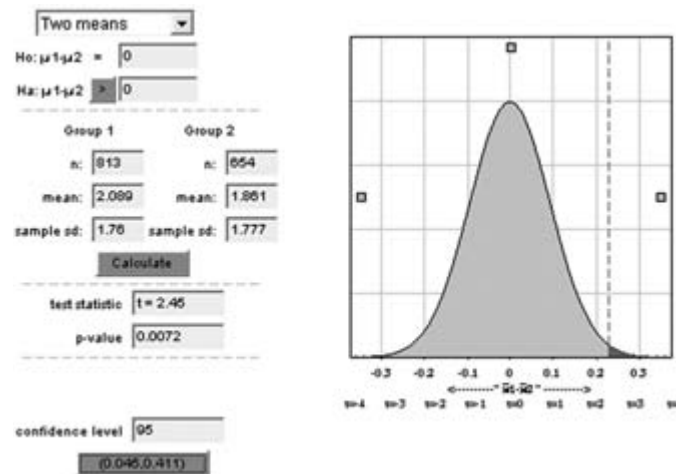 Two means
Ho: μ1-μ2 = 0
Ha: μ1-μ2 > 0
Group 1 Group 2
n: 813 n: 654
mean: 2.089 mean: 1.861
sample sd: 1.76 sample sd: 1.777
Calculate
test statistic t = 2.45
p-value 0.0072
confidence level 95
(0.045,0.411)
-0.3 -0.2 -0.1 0 0.1 0.2 0.3
<---------" x̄1-x̄2 " ---------->